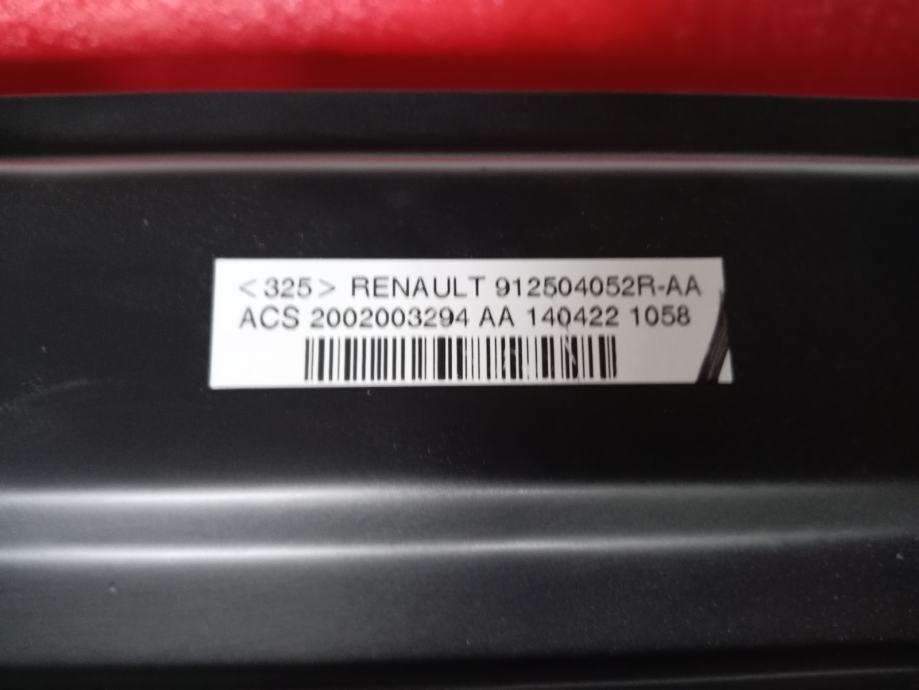 <325> RENAULT 912504052R-AA
ACS 2002003294 AA 140422 1058